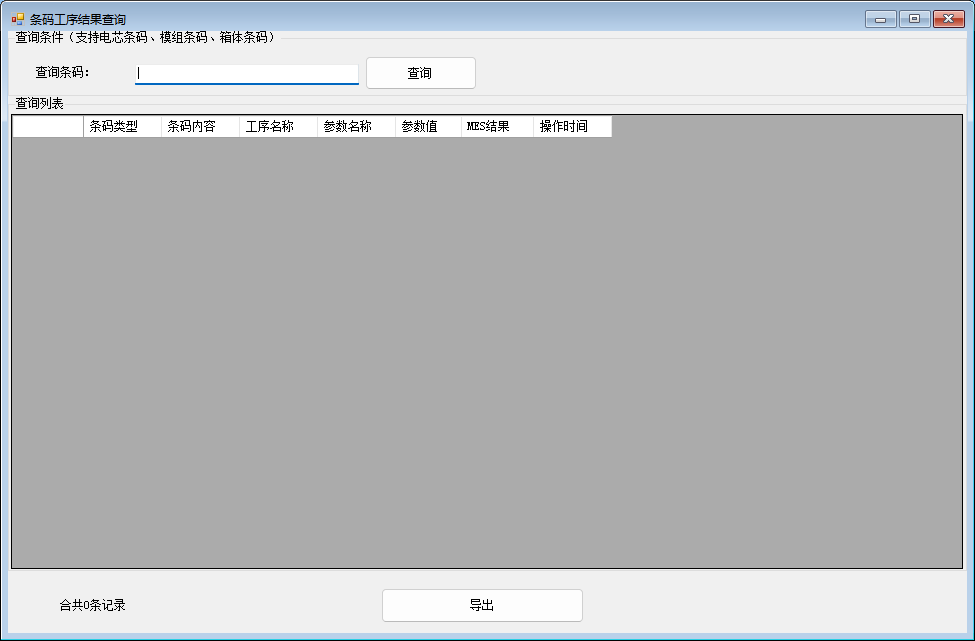 条码工序结果查询
查询条件（支持电芯条码、模组条码、箱体条码）
查询条码：
查询
查询列表
条码类型 条码内容 工序名称 参数名称 参数值 MES结果 操作时间
合共0条记录
导出